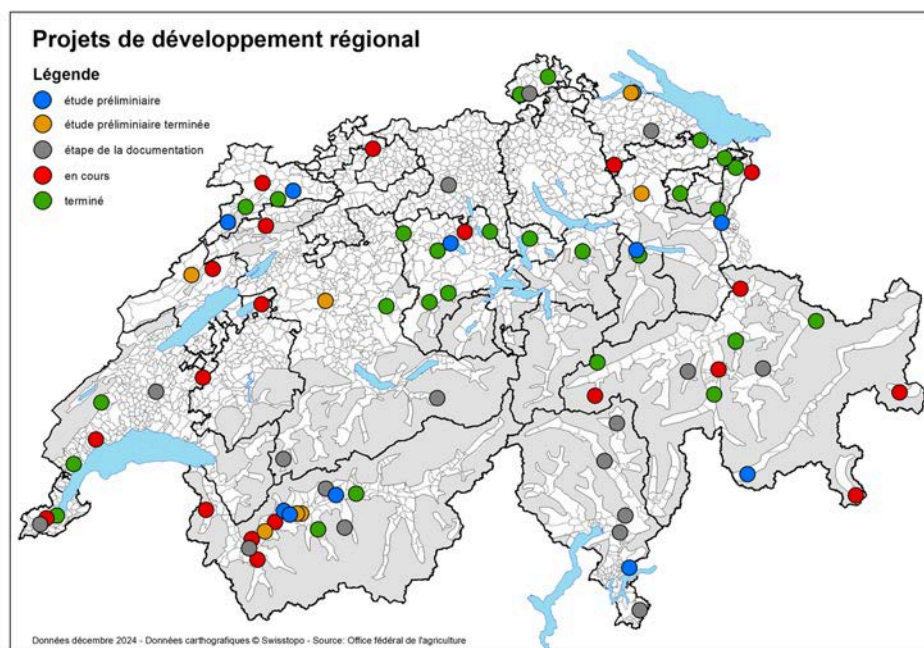 Projets de développement régional
Légende
étude préliminiaire
étude préliminiaire terminée
étape de la documentation
en cours
terminé
Données décembre 2024 - Données carthografiques © Swisstopo - Source: Office fédéral de l'agriculture